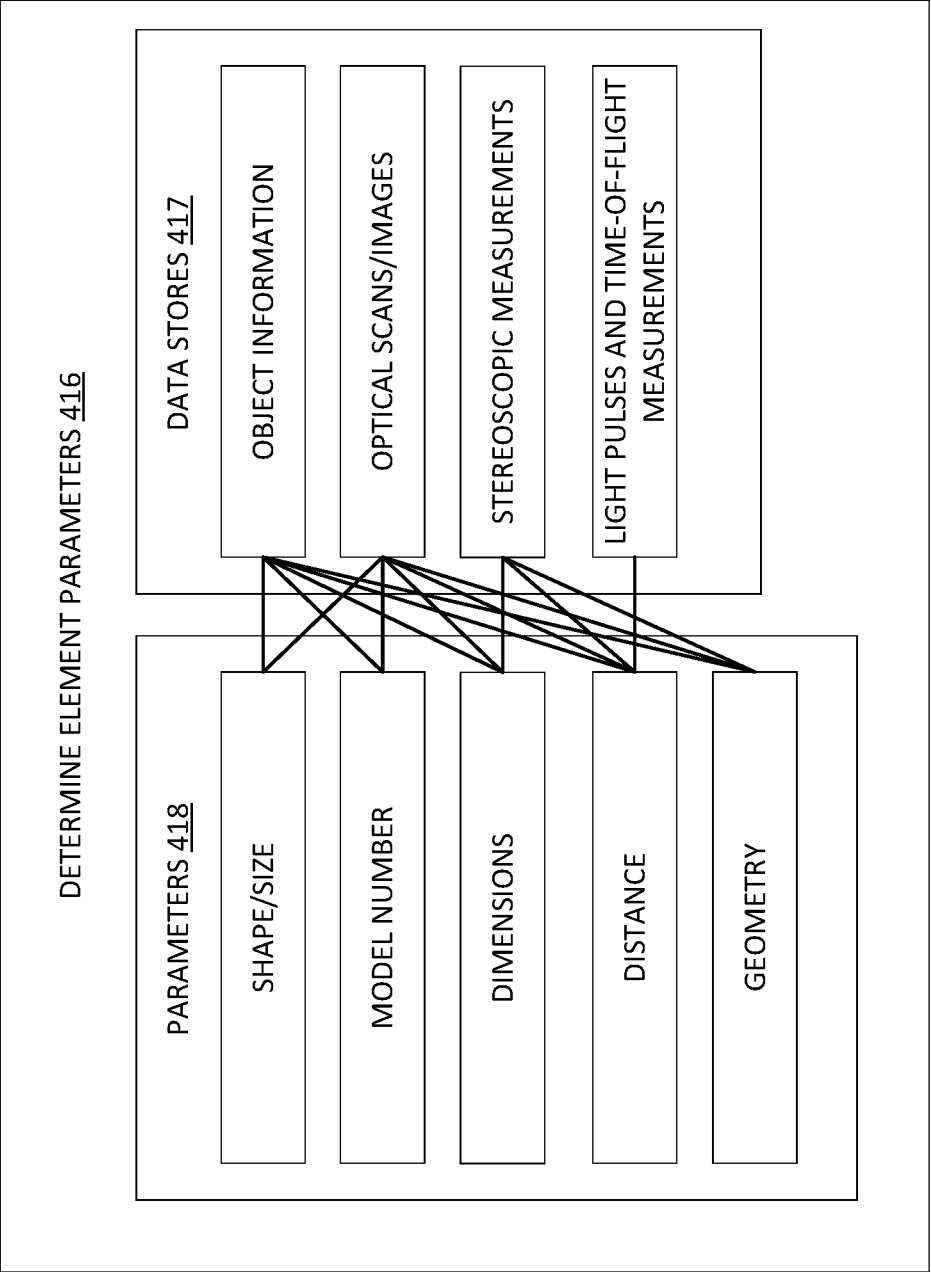 DETERMINE ELEMENT PARAMETERS 416
PARAMETERS 418
SHAPE/SIZE
MODEL NUMBER
DIMENSIONS
DISTANCE
GEOMETRY
DATA STORES 417
OBJECT INFORMATION
OPTICAL SCANS/IMAGES
STEREOSCOPIC MEASUREMENTS
LIGHT PULSES AND TIME-OF-FLIGHT
MEASUREMENTS